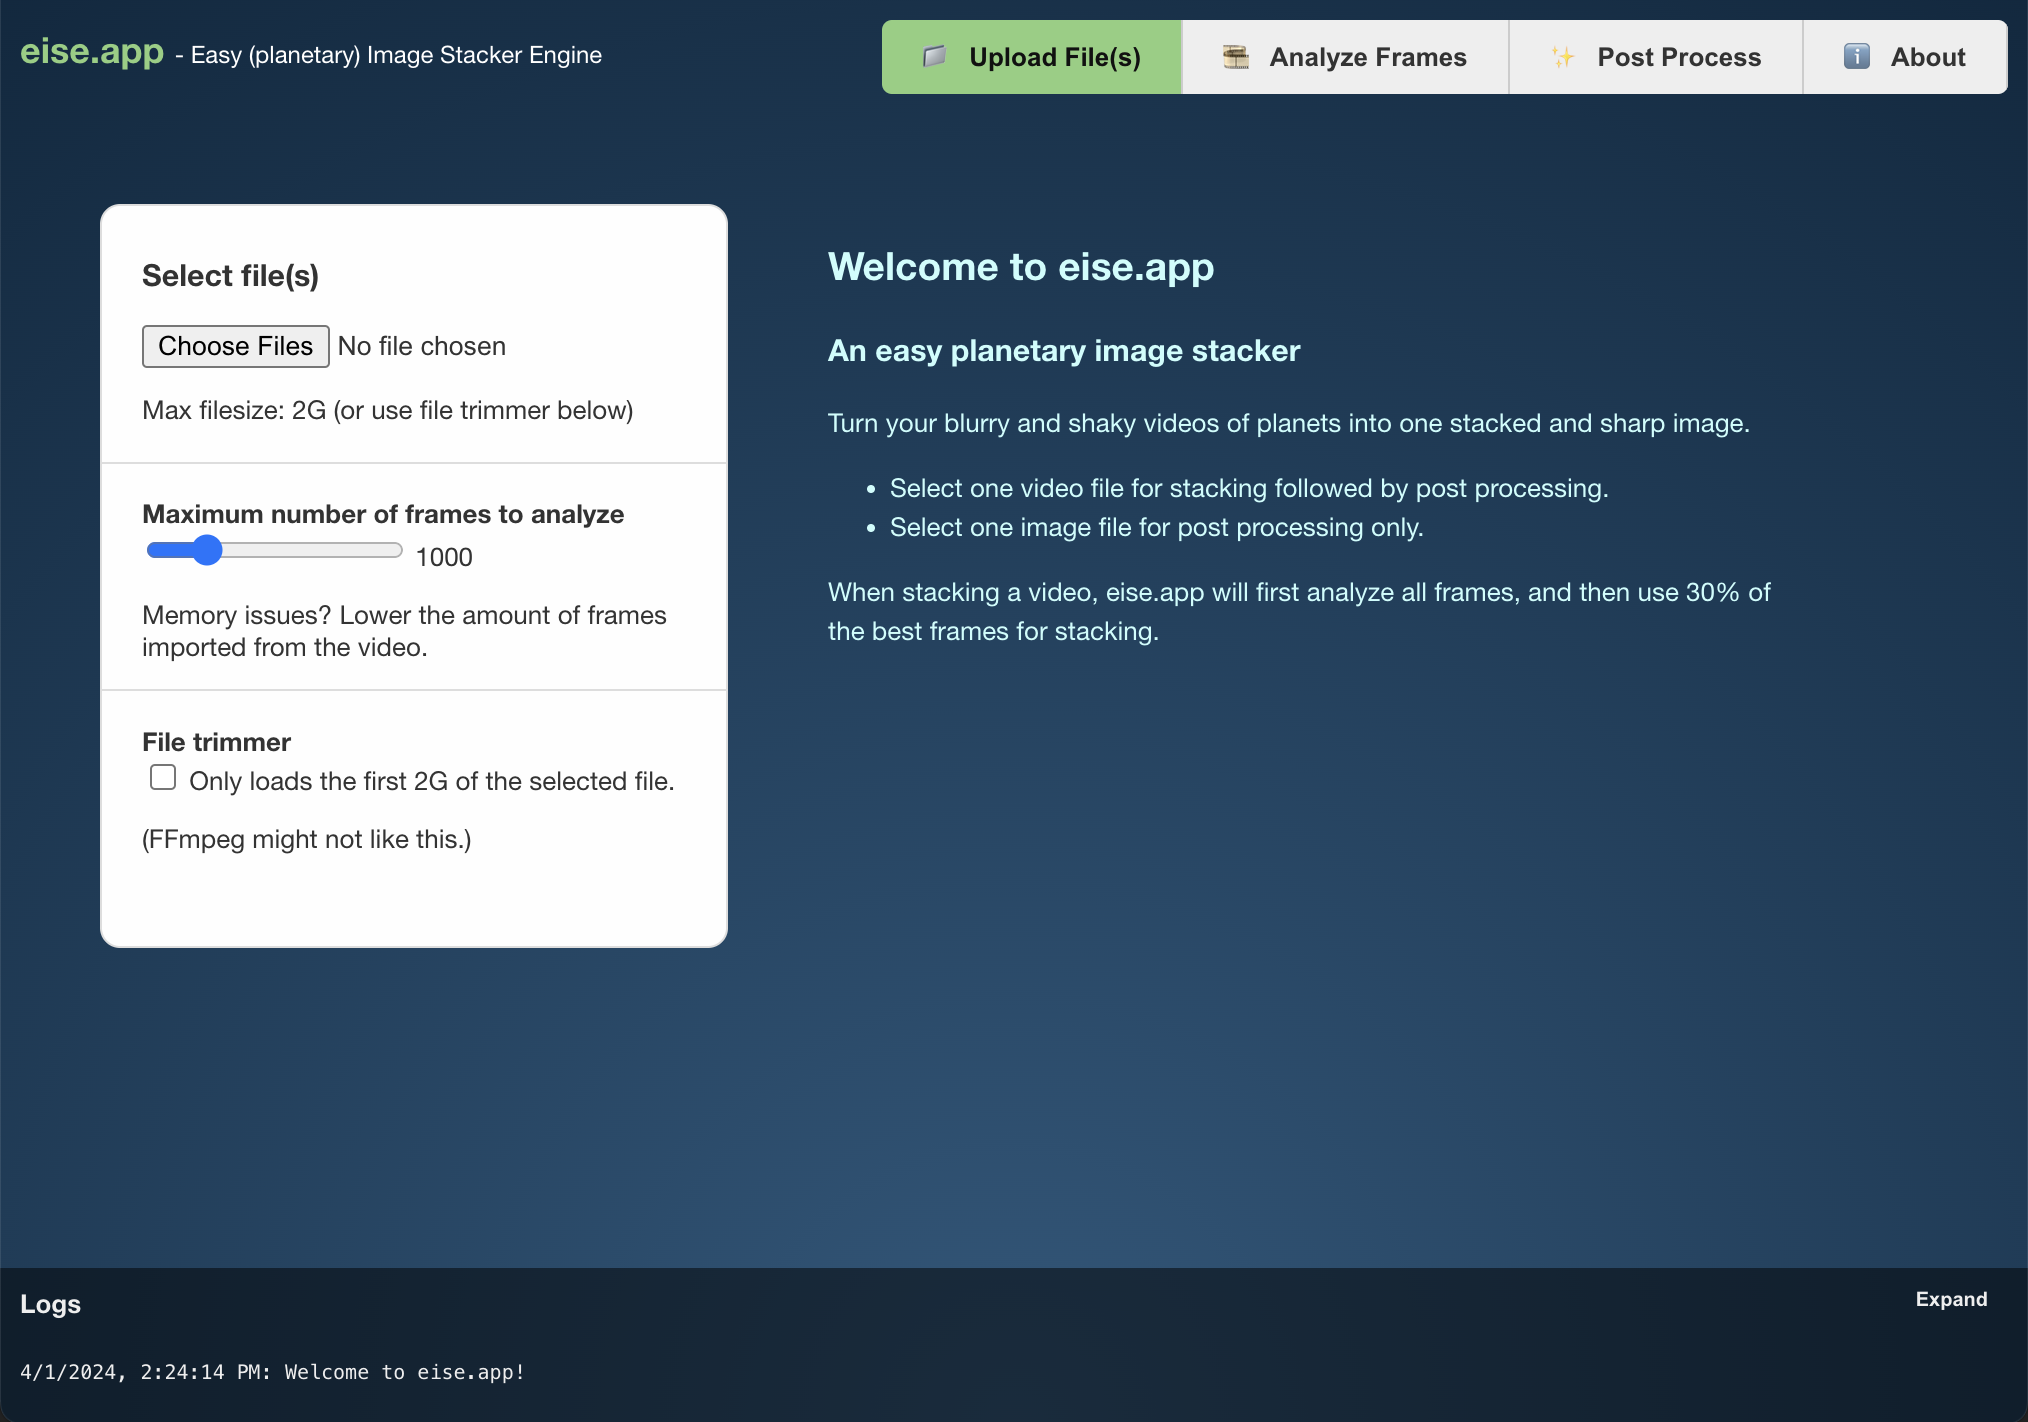 eise.app - Easy (planetary) Image Stacker Engine
Upload File(s)
Analyze Frames
Post Process
About
Select file(s)
Choose Files No file chosen
Max filesize: 2G (or use file trimmer below)
Maximum number of frames to analyze
1000
Memory issues? Lower the amount of frames
imported from the video.
File trimmer
Only loads the first 2G of the selected file.
(FFmpeg might not like this.)
Welcome to eise.app
An easy planetary image stacker
Turn your blurry and shaky videos of planets into one stacked and sharp image.
• Select one video file for stacking followed by post processing.
• Select one image file for post processing only.
When stacking a video, eise.app will first analyze all frames, and then use 30% of
the best frames for stacking.
Logs
Expand
4/1/2024, 2:24:14 PM: Welcome to eise.app!